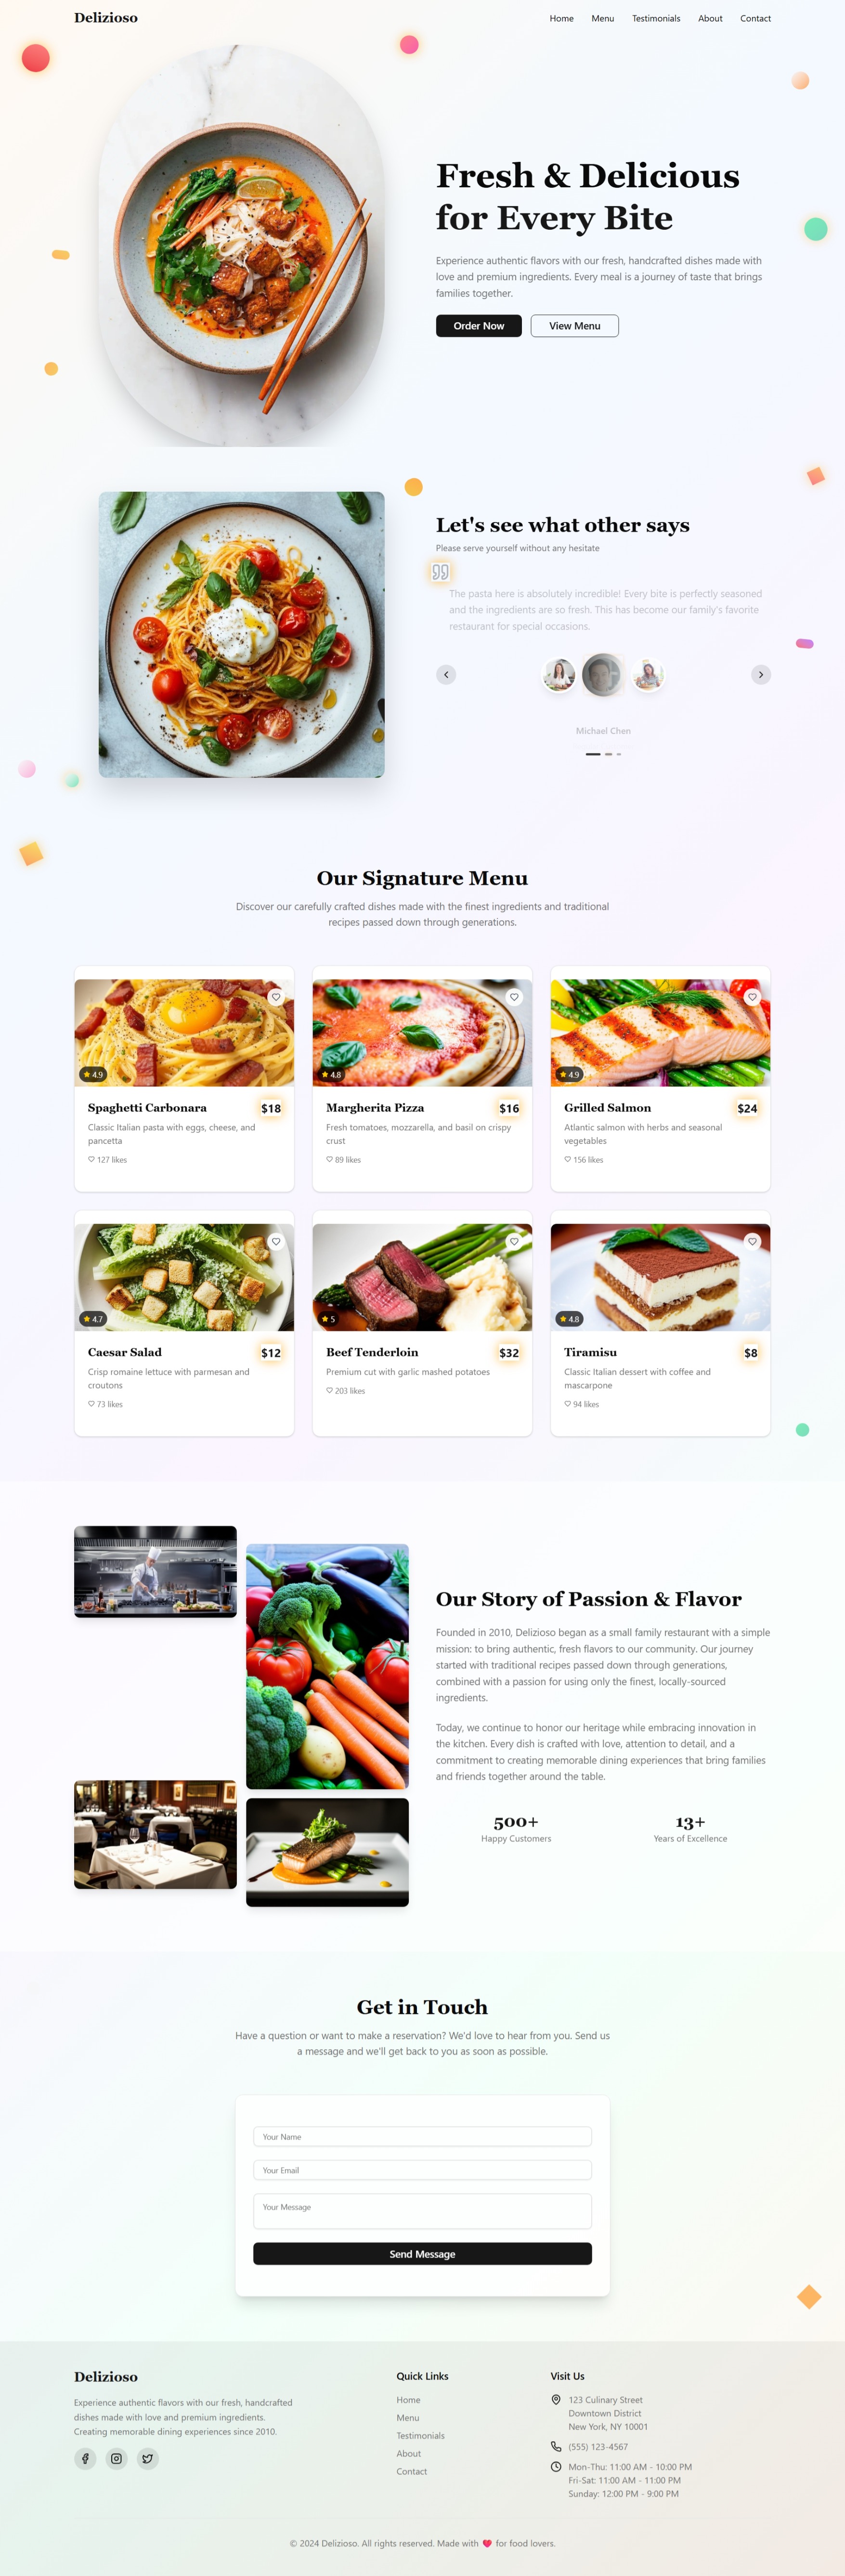 Delizioso
Home Menu Testimonials About Contact
Fresh & Delicious
for Every Bite
Experience authentic flavors with our fresh, handcrafted dishes made with
love and premium ingredients. Every meal is a journey of taste that brings
families together.
Order Now View Menu
Let's see what other says
Please serve yourself without any hesitate
The pasta here is absolutely incredible! Every bite is perfectly seasoned
and the ingredients are so fresh. This has become our family's favorite
restaurant for special occasions.
Michael Chen
Our Signature Menu
Discover our carefully crafted dishes made with the finest ingredients and traditional
recipes passed down through generations.
4.9
Spaghetti Carbonara $18
Classic Italian pasta with eggs, cheese, and
pancetta
127 likes
4.8
Margherita Pizza $16
Fresh tomatoes, mozzarella, and basil on crispy
crust
89 likes
4.9
Grilled Salmon $24
Atlantic salmon with herbs and seasonal
vegetables
156 likes
4.7
Caesar Salad $12
Crisp romaine lettuce with parmesan and
croutons
73 likes
5
Beef Tenderloin $32
Premium cut with garlic mashed potatoes
203 likes
4.8
Tiramisu $8
Classic Italian dessert with coffee and
mascarpone
94 likes
Our Story of Passion & Flavor
Founded in 2010, Delizioso began as a small family restaurant with a simple
mission: to bring authentic, fresh flavors to our community. Our journey
started with traditional recipes passed down through generations,
combined with a passion for using only the finest, locally-sourced
ingredients.
Today, we continue to honor our heritage while embracing innovation in
the kitchen. Every dish is crafted with love, attention to detail, and a
commitment to creating memorable dining experiences that bring families
and friends together around the table.
500+ 13+
Happy Customers Years of Excellence
Get in Touch
Have a question or want to make a reservation? We'd love to hear from you. Send us
a message and we'll get back to you as soon as possible.
Your Name
Your Email
Your Message
Send Message
Delizioso
Experience authentic flavors with our fresh, handcrafted
dishes made with love and premium ingredients.
Creating memorable dining experiences since 2010.
Quick Links
Home
Menu
Testimonials
About
Contact
Visit Us
123 Culinary Street
Downtown District
New York, NY 10001
(555) 123-4567
Mon-Thu: 11:00 AM - 10:00 PM
Fri-Sat: 11:00 AM - 11:00 PM
Sunday: 12:00 PM - 9:00 PM
© 2024 Delizioso. All rights reserved. Made with ❤️ for food lovers.